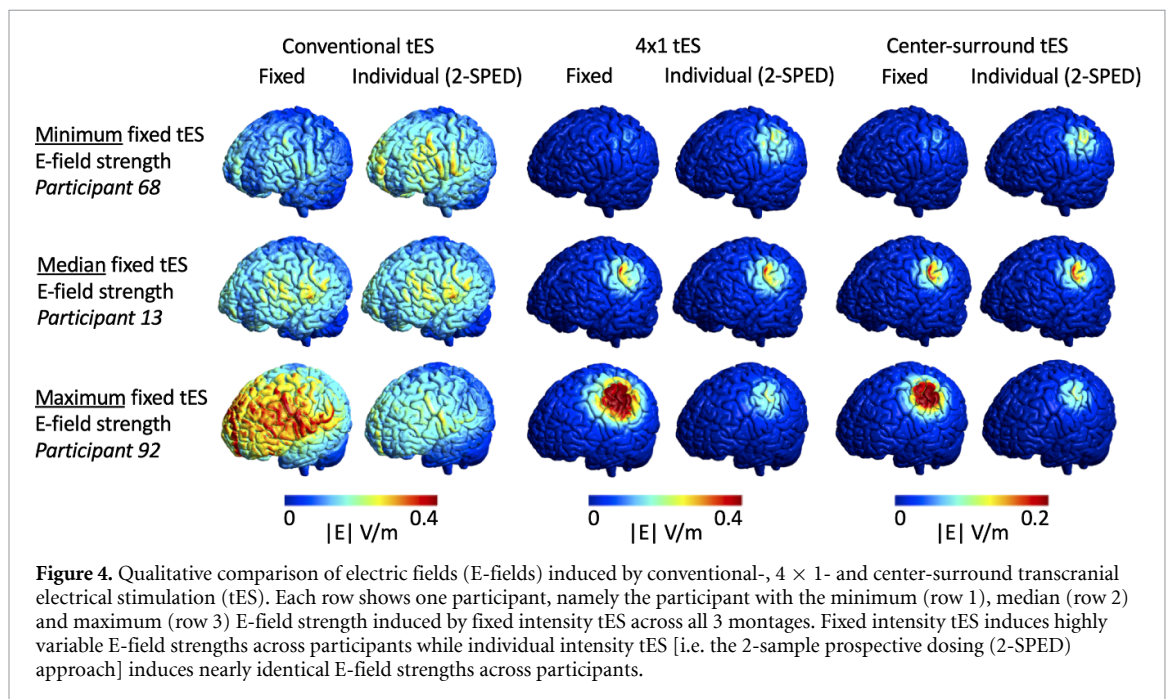 Conventional tES 4x1 tES Center-surround tES
Fixed Individual (2-SPED) Fixed Individual (2-SPED) Fixed Individual (2-SPED)
Minimum fixed tES
E-field strength
Participant 68
Median fixed tES
E-field strength
Participant 13
Maximum fixed tES
E-field strength
Participant 92
0 0.4 0 0.4 0 0.2
|E| V/m |E| V/m |E| V/m
Figure 4. Qualitative comparison of electric fields (E-fields) induced by conventional-, 4 × 1- and center-surround transcranial
electrical stimulation (tES). Each row shows one participant, namely the participant with the minimum (row 1), median (row 2)
and maximum (row 3) E-field strength induced by fixed intensity tES across all 3 montages. Fixed intensity tES induces highly
variable E-field strengths across participants while individual intensity tES [i.e. the 2-sample prospective dosing (2-SPED)
approach] induces nearly identical E-field strengths across participants.